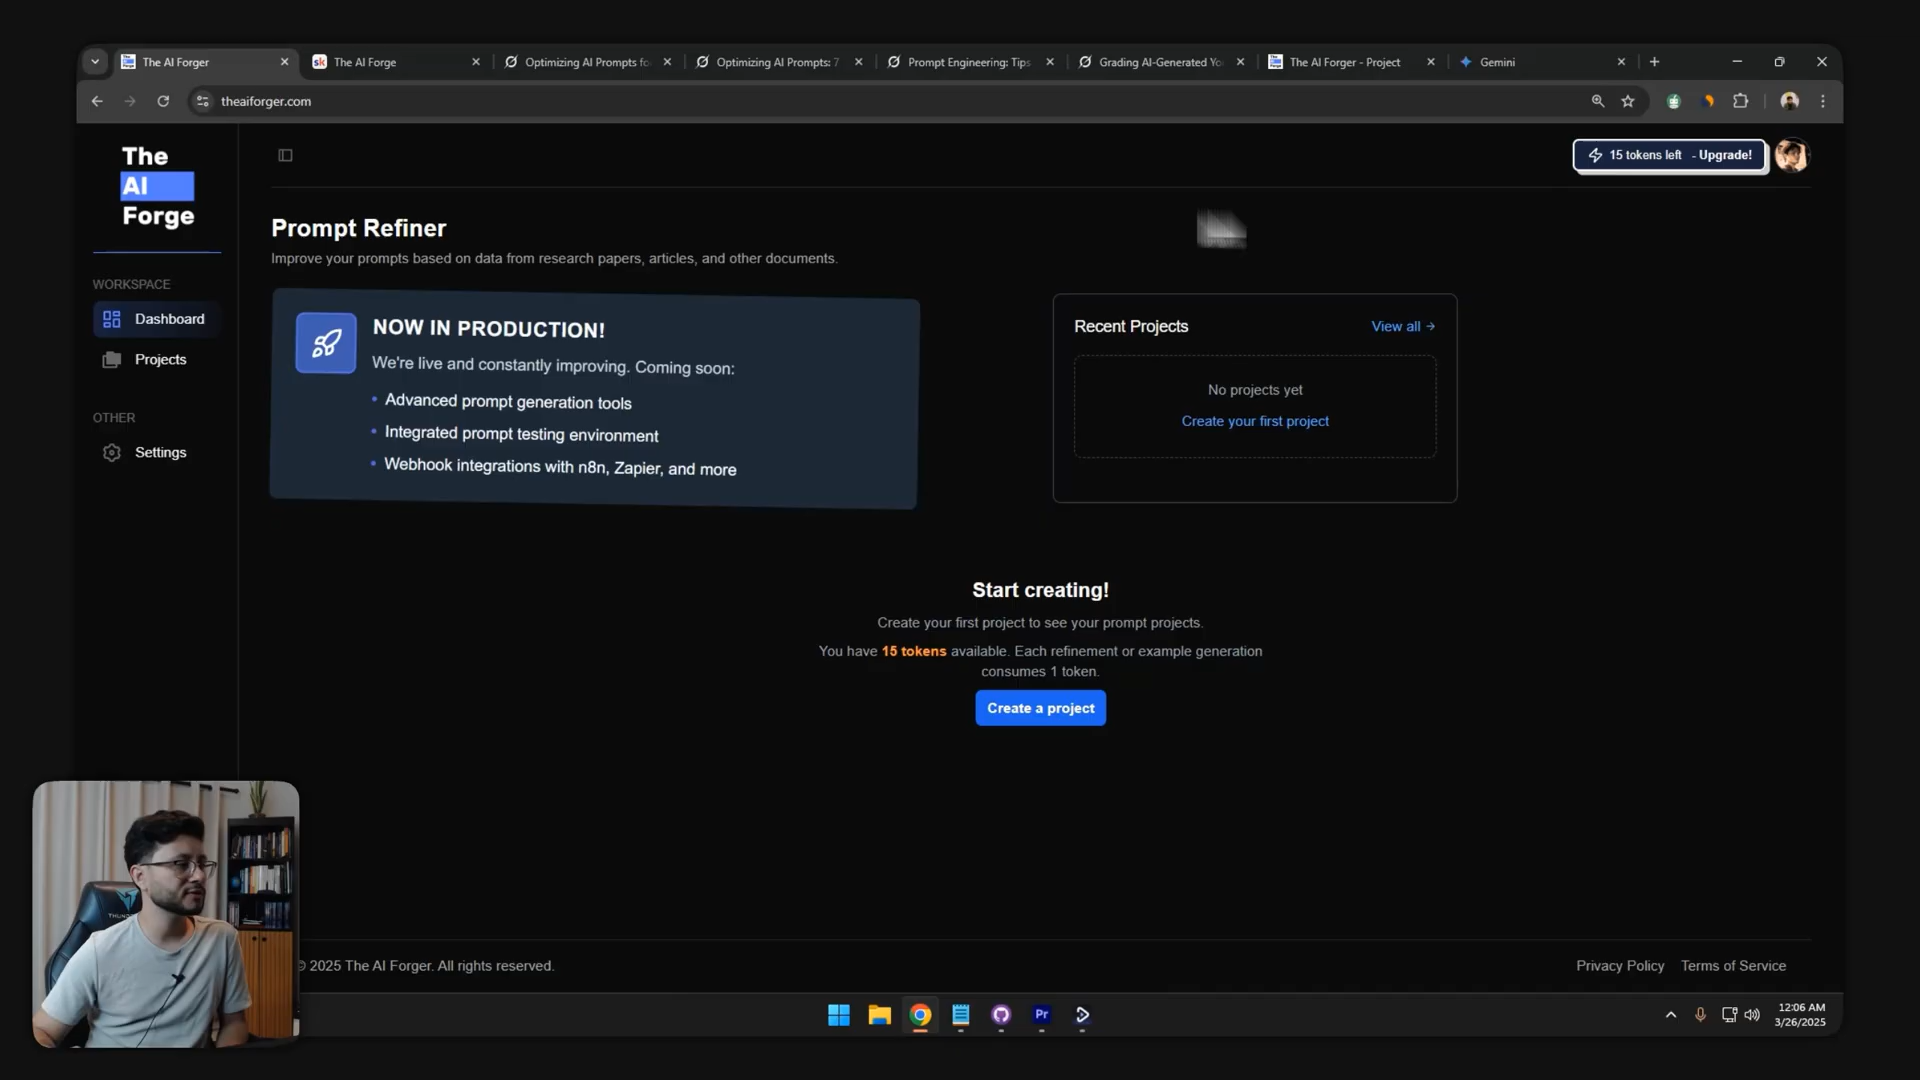 The AI Forger
sk
The AI Forge
Optimizing AI Prompts fo
Optimizing AI Prompts: 7
Prompt Engineering: Tips
Grading AI-Generated Yo
The AI Forger - Project
Gemini
theaiforger.com
The
AI
Forge
15 tokens left - Upgrade!
WORKSPACE
Dashboard
Projects
OTHER
Settings
Prompt Refiner
Improve your prompts based on data from research papers, articles, and other documents.
NOW IN PRODUCTION!
We're live and constantly improving. Coming soon:
• Advanced prompt generation tools
• Integrated prompt testing environment
• Webhook integrations with n8n, Zapier, and more
Recent Projects
View all →
No projects yet
Create your first project
Start creating!
Create your first project to see your prompt projects.
You have 15 tokens available. Each refinement or example generation
consumes 1 token.
Create a project
© 2025 The AI Forger. All rights reserved.
Privacy Policy
Terms of Service
Pr
12:06 AM
3/26/2025